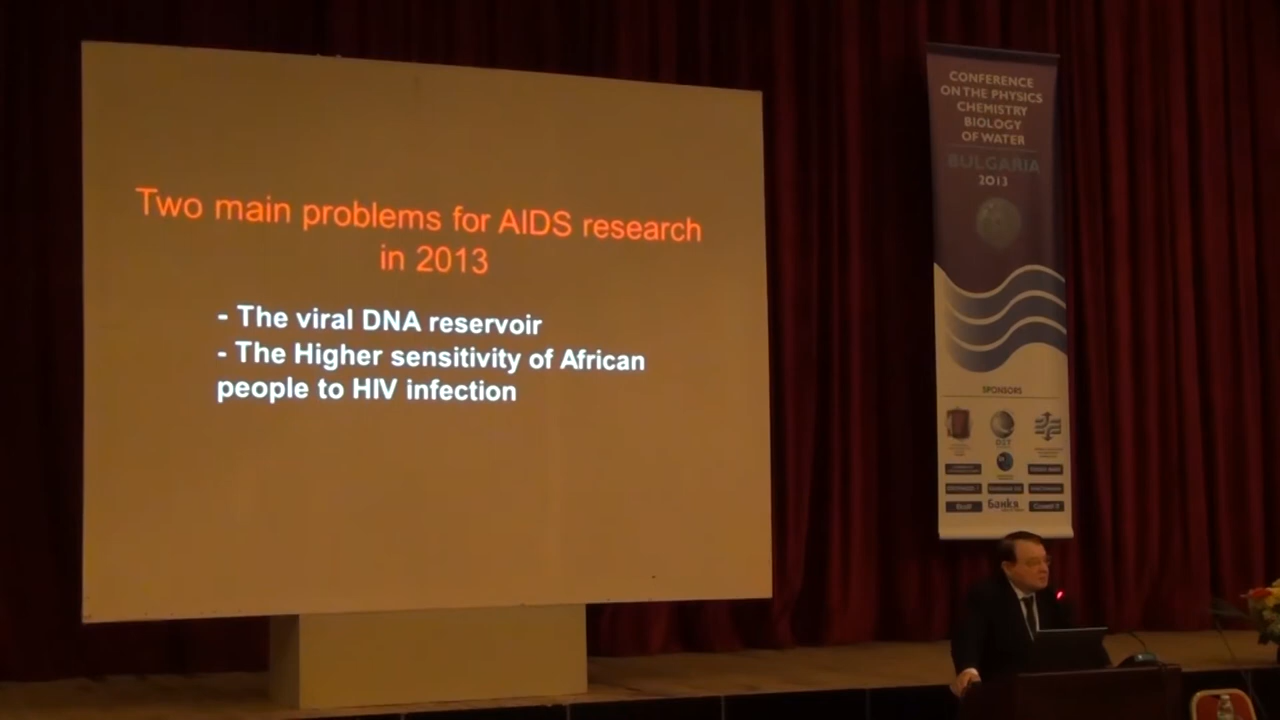 Two main problems for AIDS research
in 2013
- The viral DNA reservoir
- The Higher sensitivity of African
people to HIV infection
CONFERENCE
ON THE PHYSICS
CHEMISTRY
BIOLOGY
OF WATER
BULGARIA
2013
SPONSORS
Банкя